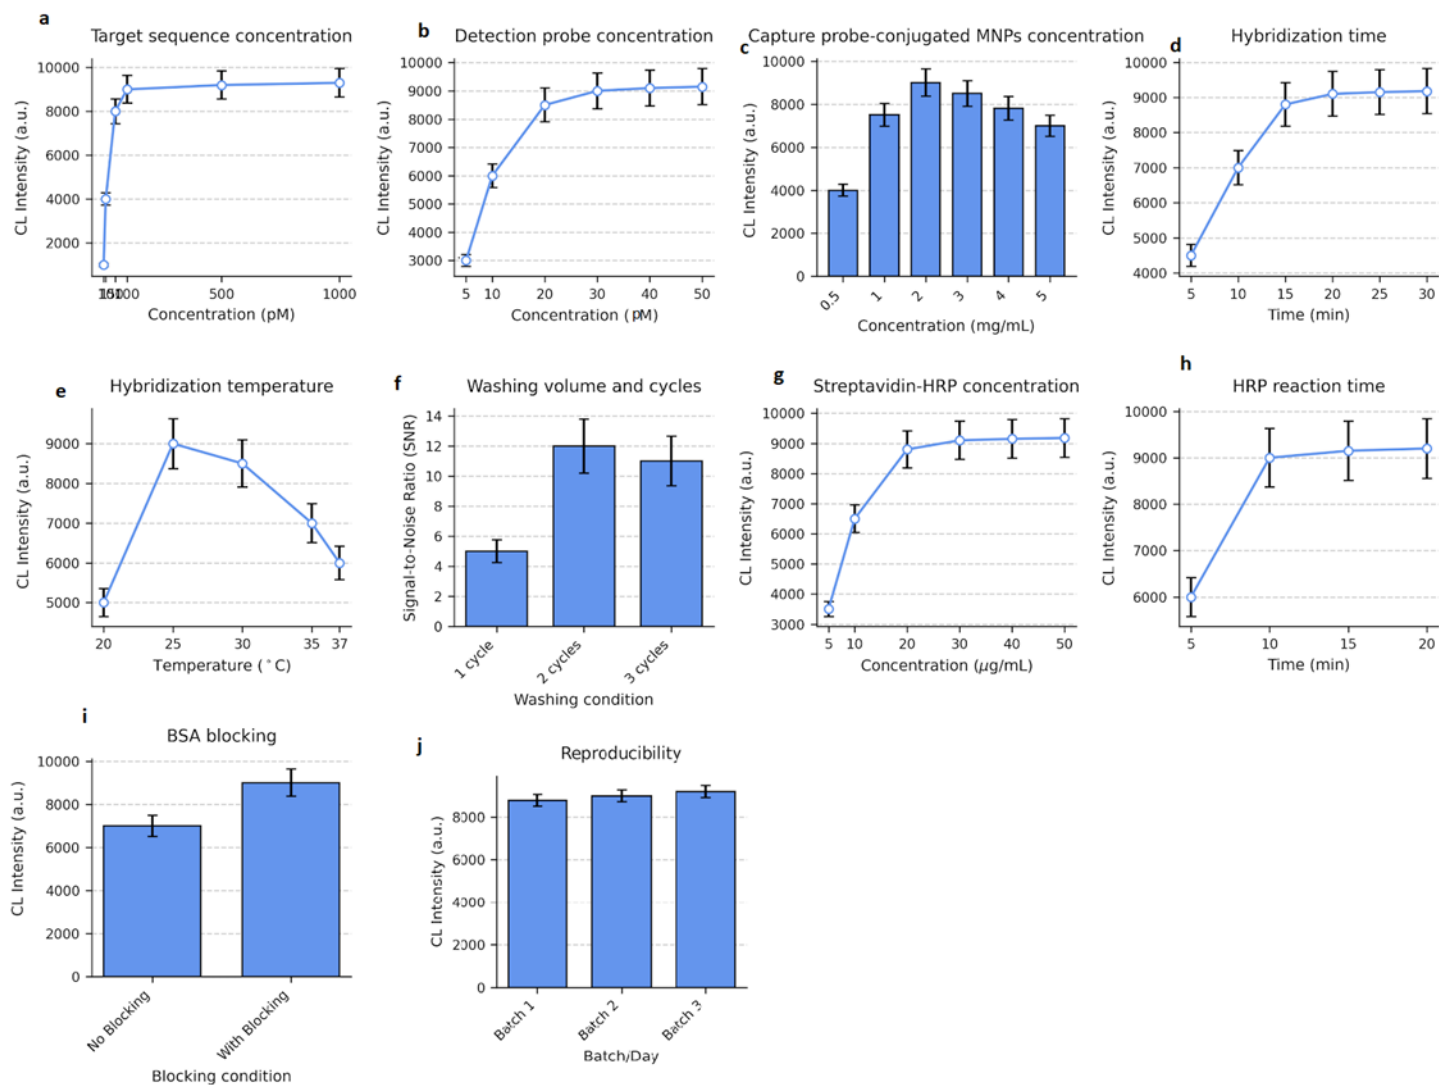 a
Target sequence concentration
CL Intensity (a.u.)
10000
8000
6000
4000
2000
100
500
1000
Concentration (pM)
b
Detection probe concentration
CL Intensity (a.u.)
10000
9000
8000
7000
6000
5000
4000
3000
5 10 20 30 40 50
Concentration (pM)
c
Capture probe-conjugated MNPs concentration
CL Intensity (a.u.)
10000
8000
6000
4000
2000
0
0.5 1 2 3 4 5
Concentration (mg/mL)
d
Hybridization time
CL Intensity (a.u.)
10000
9000
8000
7000
6000
5000
4000
5 10 15 20 25 30
Time (min)
e
Hybridization temperature
CL Intensity (a.u.)
9000
8000
7000
6000
5000
20 25 30 35 37
Temperature (°C)
f
Washing volume and cycles
Signal-to-Noise Ratio (SNR)
14
12
10
8
6
4
2
0
1 cycle
2 cycles
3 cycles
Washing condition
g
Streptavidin-HRP concentration
CL Intensity (a.u.)
10000
9000
8000
7000
6000
5000
4000
3000
5 10 20 30 40 50
Concentration (μg/mL)
h
HRP reaction time
CL Intensity (a.u.)
10000
9000
8000
7000
6000
5 10 15 20
Time (min)
i
BSA blocking
CL Intensity (a.u.)
10000
8000
6000
4000
2000
0
No Blocking
With Blocking
Blocking condition
j
Reproducibility
CL Intensity (a.u.)
8000
6000
4000
2000
0
Batch 1
Batch 2
Batch 3
Batch/Day